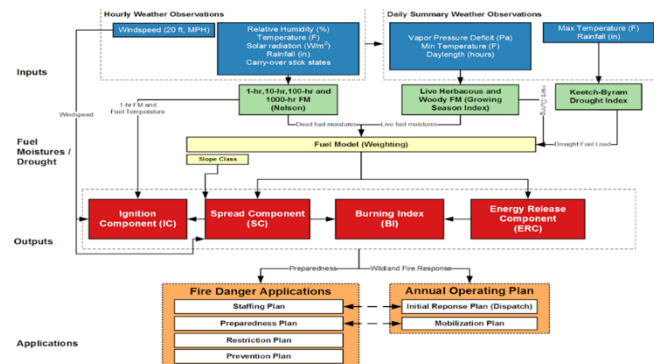 Hourly Weather Observations
Daily Summary Weather Observations
Windspeed (20 ft, MPH)
Relative Humidity (%)
Temperature (F)
Solar radiation (W/m²)
Rainfall (in)
Carry-over stick states
Vapor Pressure Deficit (Pa)
Min Temperature (F)
Daylength (hours)
Max Temperature (F)
Rainfall (in)
Inputs
Windspeed
1-hr FM and
Fuel Temperature
1-hr,10-hr,100-hr and
1000-hr FM
(Nelson)
Live Herbacous and
Woody FM (Growing
Season Index)
Herb Curing
Keetch-Byram
Drought Index
Dead fuel moistures
Live fuel moistures
Fuel
Moistures /
Drought
Fuel Model (Weighting)
Drought Fuel Load
Slope Class
Ignition
Component (IC)
Spread Component
(SC)
Burning Index
(BI)
Energy Release
Component
(ERC)
Outputs
Preparedness
Wildland Fire Response
Fire Danger Applications
Staffing Plan
Preparedness Plan
Restriction Plan
Prevention Plan
Annual Operating Plan
Initial Reponse Plan (Dispatch)
Mobilization Plan
Applications